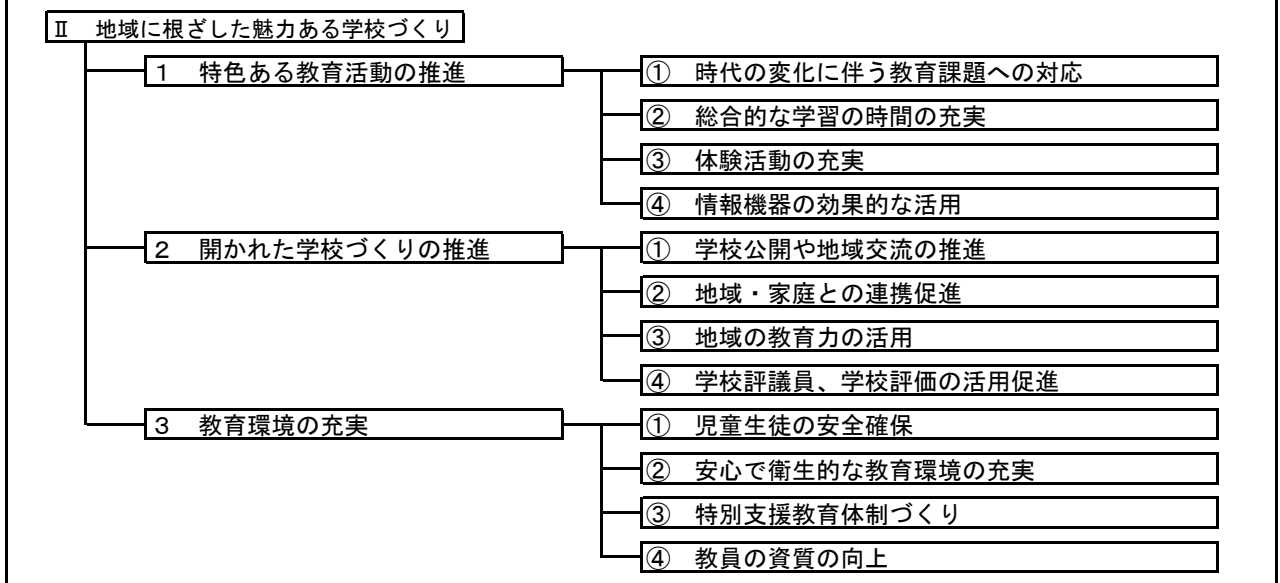 Ⅱ 地域に根ざした魅力ある学校づくり
１ 特色ある教育活動の推進
① 時代の変化に伴う教育課題への対応
② 総合的な学習の時間の充実
③ 体験活動の充実
④ 情報機器の効果的な活用
２ 開かれた学校づくりの推進
① 学校公開や地域交流の推進
② 地域・家庭との連携促進
③ 地域の教育力の活用
④ 学校評議員、学校評価の活用促進
３ 教育環境の充実
① 児童生徒の安全確保
② 安心で衛生的な教育環境の充実
③ 特別支援教育体制づくり
④ 教員の資質の向上